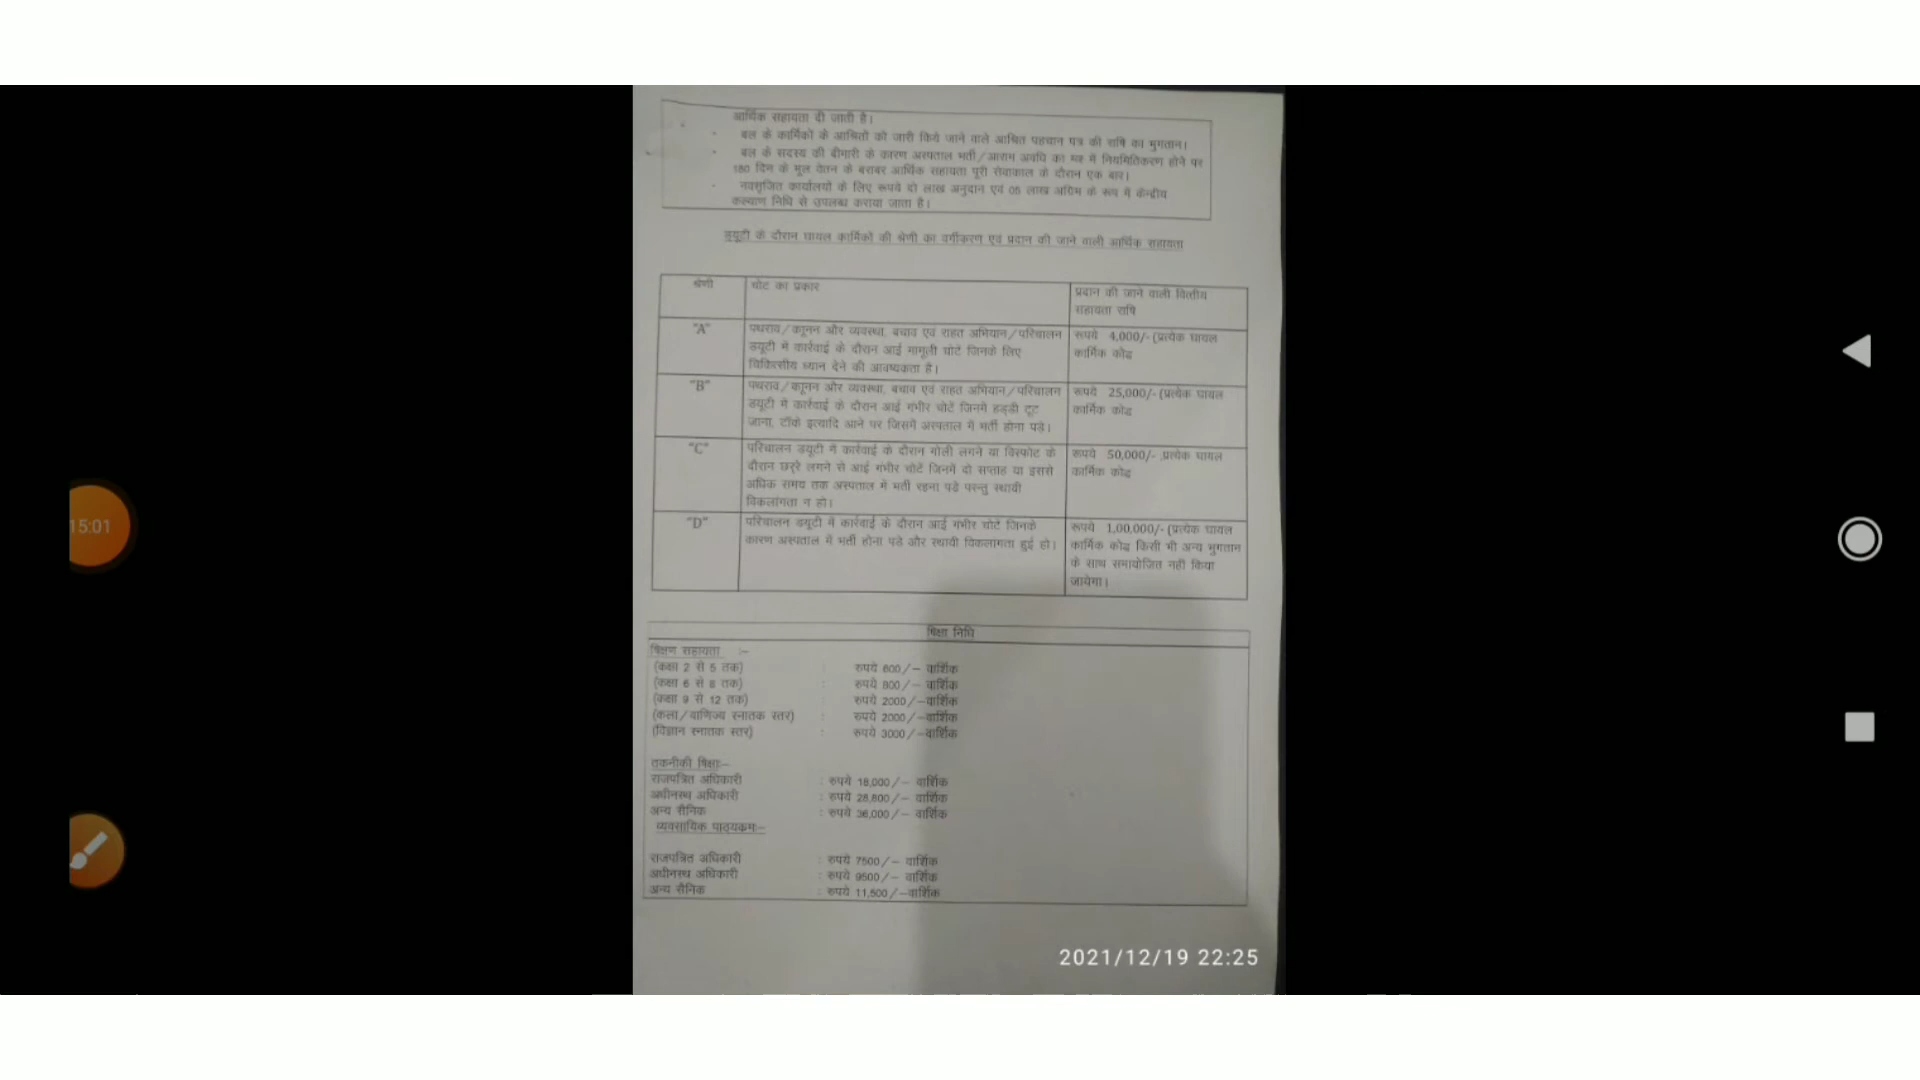 आर्थिक सहायता दी जाती है।
- बल के कार्मिकों के आश्रितों को जारी किये जाने वाले आश्रित पहचान पत्र की राषि का भुगतान।
- बल के सदस्य की बीमारी के कारण अस्पताल भर्ती/आराम अवधि का मह में नियमितिकरण होने पर
180 दिन के मूल वेतन के बराबर आर्थिक सहायता पूरी सेवाकाल के दौरान एक बार।
- नवसृजित कार्यालयों के लिए रूपये दो लाख अनुदान एवं 05 लाख अग्रिम के रूप में केन्द्रीय
कल्याण निधि से उपलब्ध कराया जाता है।
डयूटी के दौरान घायल कार्मिकों की श्रेणी का वर्गीकरण एवं प्रदान की जाने वाली आर्थिक सहायता
श्रेणी
चोट का प्रकार
प्रदान की जाने वाली वित्तीय
सहायता राषि
"A"
पथराव/कानून और व्यवस्था, बचाव एवं राहत अभियान/परिचालन
डयूटी में कार्रवाई के दौरान आई मामूली चोटें जिनके लिए
चिकित्सीय ध्यान देने की आवष्यकता है।
रूपये 4,000/- (प्रत्येक घायल
कार्मिक कोद्व
"B"
पथराव/कानून और व्यवस्था, बचाव एवं राहत अभियान/परिचालन
डयूटी में कार्रवाई के दौरान आई गंभीर चोटें जिनमें हड्डी टूट
जाना, टॉके इत्यादि आने पर जिसमें अस्पताल में भर्ती होना पड़े।
रूपये 25,000/- (प्रत्येक घायल
कार्मिक कोद्व
"C"
परिचालन डयूटी में कार्रवाई के दौरान गोली लगने या विस्फोट के
दौरान छर्रे लगने से आई गंभीर चोटें जिनमें दो सप्ताह या इससे
अधिक समय तक अस्पताल में भर्ती रहना पड़े परन्तु स्थायी
विकलांगता न हो।
रूपये 50,000/- प्रत्येक घायल
कार्मिक कोद्व
"D"
परिचालन डयूटी में कार्रवाई के दौरान आई गंभीर चोटें जिनके
कारण अस्पताल में भर्ती होना पड़े और स्थायी विकलांगता हुई हो।
रूपये 1,00,000/- (प्रत्येक घायल
कार्मिक कोद्व किसी भी अन्य भुगतान
के साथ समायोजित नहीं किया
जायेगा।
षिक्षा निधि
षिक्षण सहायता :-
(कक्षा 2 से 5 तक) : रुपये 600/- वार्शिक
(कक्षा 6 से 8 तक) : रुपये 800/- वार्शिक
(कक्षा 9 से 12 तक) : रुपये 2000/-वार्शिक
(कला/वाणिज्य स्नातक स्तर) : रुपये 2000/-वार्शिक
(विज्ञान स्नातक स्तर) : रुपये 3000/-वार्शिक
तकनीकी षिक्षा:-
राजपत्रित अधिकारी : रुपये 18,000/- वार्शिक
अधीनस्थ अधिकारी : रुपये 28,800/- वार्शिक
अन्य सैनिक : रुपये 36,000/- वार्शिक
व्यवसायिक पाठ्यक्रमः-
राजपत्रित अधिकारी : रुपये 7500/- वार्शिक
अधीनस्थ अधिकारी : रुपये 9500/- वार्शिक
अन्य सैनिक : रुपये 11,500/-वार्शिक
2021/12/19 22:25
15:01